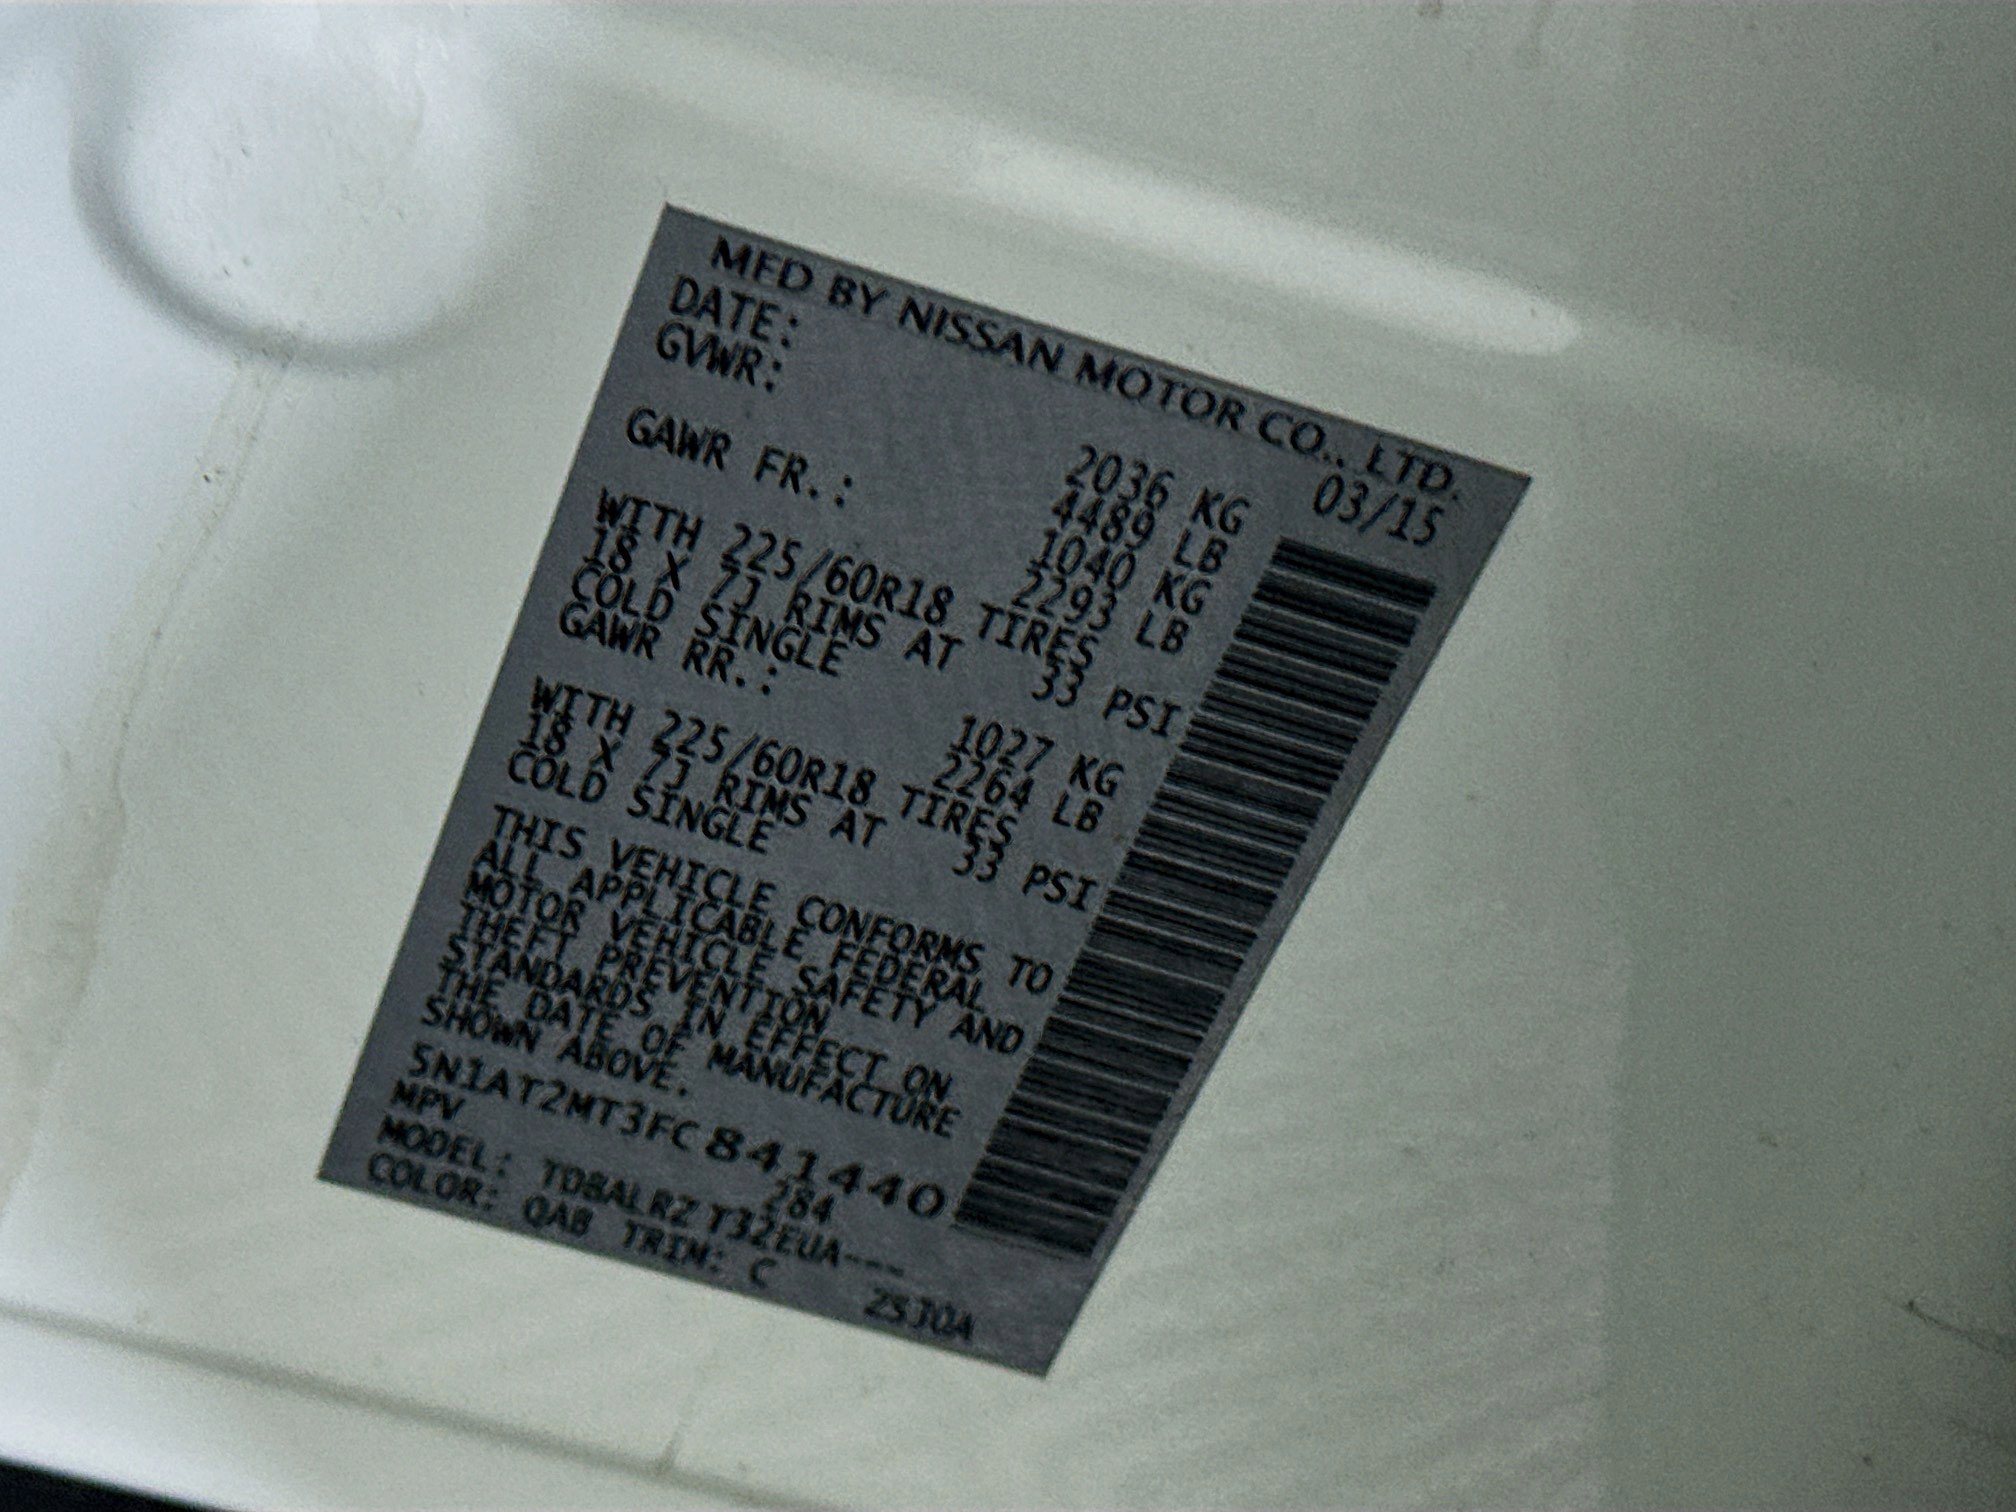 MFD BY NISSAN MOTOR CO., LTD.
DATE: 03/15
GVWR: 2036 KG
4489 LB
GAWR FR.: 1040 KG
2293 LB
WITH 225/60R18 TIRES
18 X 7J RIMS AT 33 PSI
COLD SINGLE
GAWR RR.: 1027 KG
2264 LB
WITH 225/60R18 TIRES
18 X 7J RIMS AT 33 PSI
COLD SINGLE
THIS VEHICLE CONFORMS TO
ALL APPLICABLE FEDERAL
MOTOR VEHICLE SAFETY AND
THEFT PREVENTION
STANDARDS IN EFFECT ON
THE DATE OF MANUFACTURE
SHOWN ABOVE.
5N1AT2MT3FC841440
MPV 284
MODEL: TDBALRZ T32EUA---
COLOR: QAB TRIM: C
Z5J0A